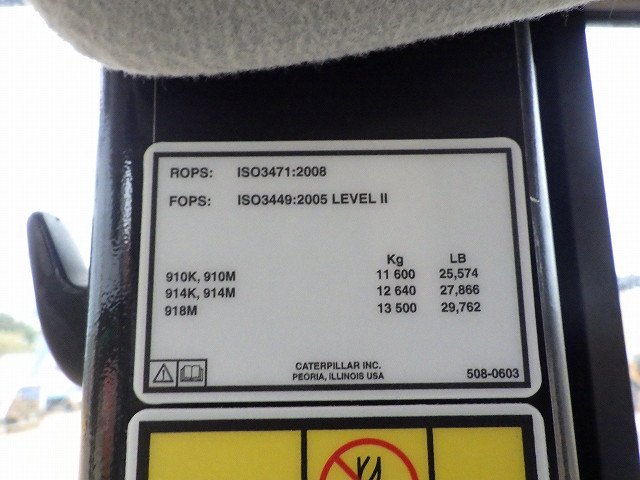 ROPS: ISO3471:2008
FOPS: ISO3449:2005 LEVEL II
Kg LB
910K, 910M 11 600 25,574
914K, 914M 12 640 27,866
918M 13 500 29,762
CATERPILLAR INC.
PEORIA, ILLINOIS USA 508-0603